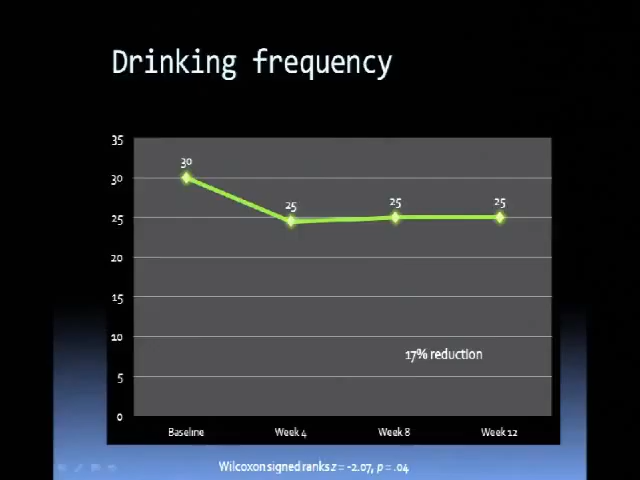 Drinking frequency
35
30
25
20
15
10
5
0
30
25
25
25
17% reduction
Baseline
Week 4
Week 8
Week 12
Wilcoxon signed ranks z = -2.07, p = .04